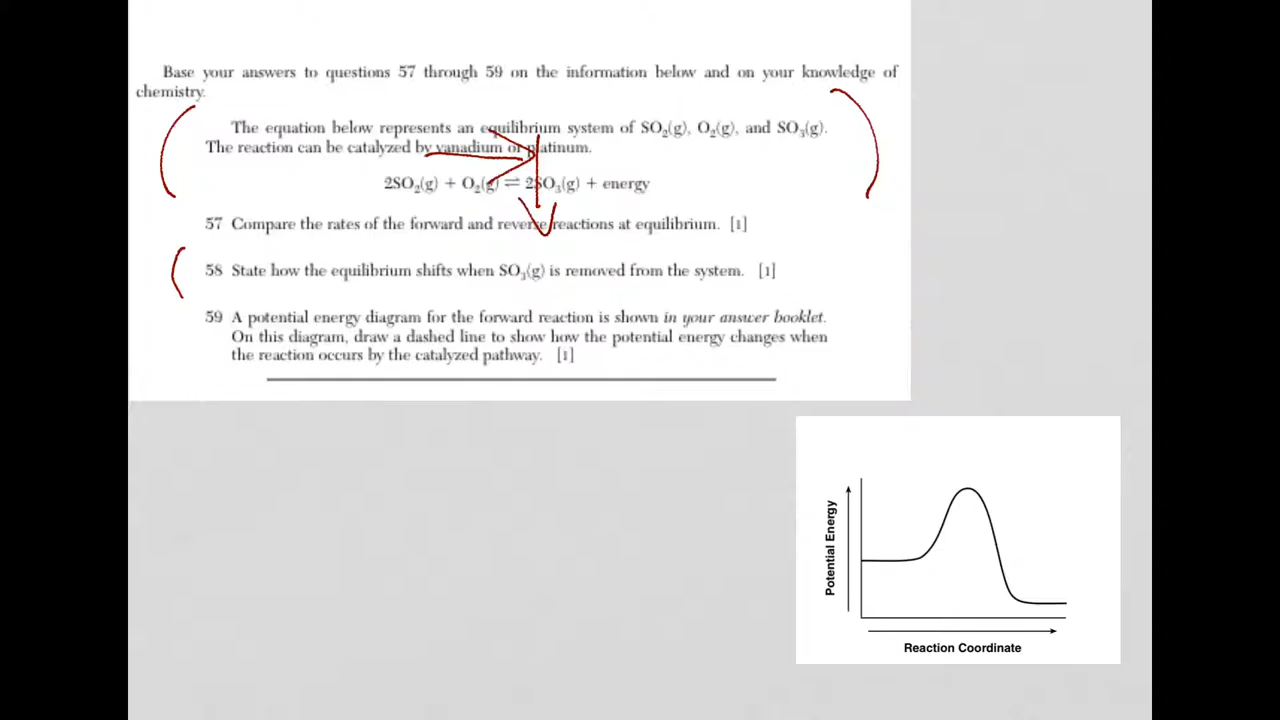 Base your answers to questions 57 through 59 on the information below and on your knowledge of
chemistry.
The equation below represents an equilibrium system of SO₂(g), O₂(g), and SO₃(g).
The reaction can be catalyzed by vanadium or platinum.
2SO₂(g) + O₂(g) ⇌ 2SO₃(g) + energy
57 Compare the rates of the forward and reverse reactions at equilibrium. [1]
58 State how the equilibrium shifts when SO₃(g) is removed from the system. [1]
59 A potential energy diagram for the forward reaction is shown in your answer booklet.
On this diagram, draw a dashed line to show how the potential energy changes when
the reaction occurs by the catalyzed pathway. [1]
Potential Energy
Reaction Coordinate